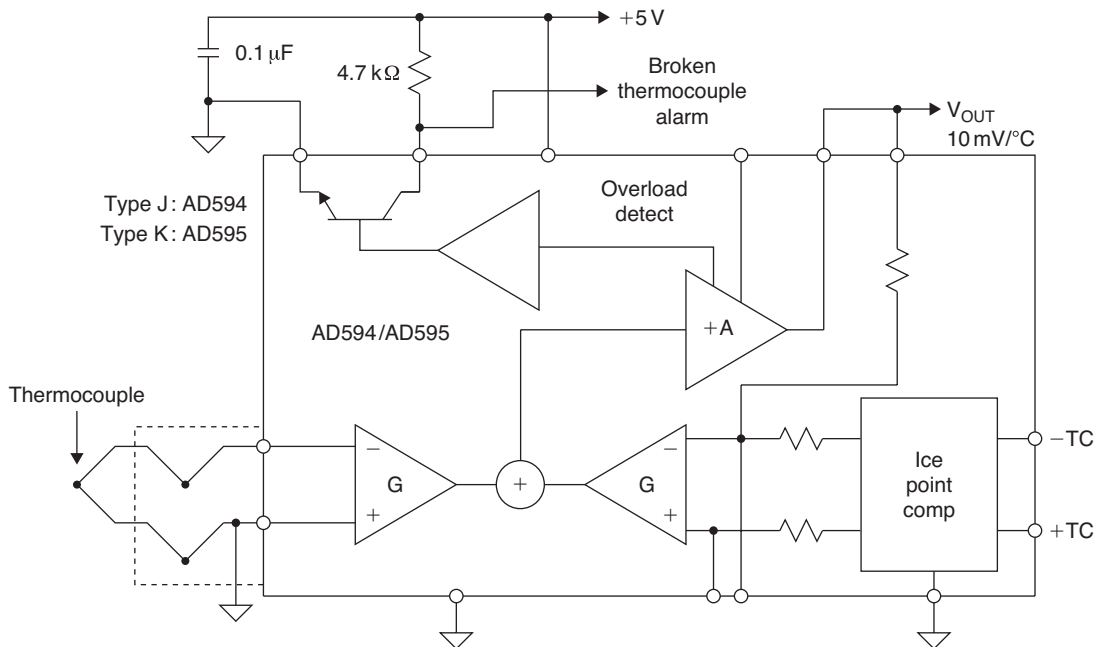 +5 V
0.1 μF
4.7 kΩ
Broken
thermocouple
alarm
V_OUT
10 mV/°C
Type J: AD594
Type K: AD595
Overload
detect
+A
AD594/AD595
Thermocouple
−
G
+
+
−
G
+
Ice
point
comp
−TC
+TC